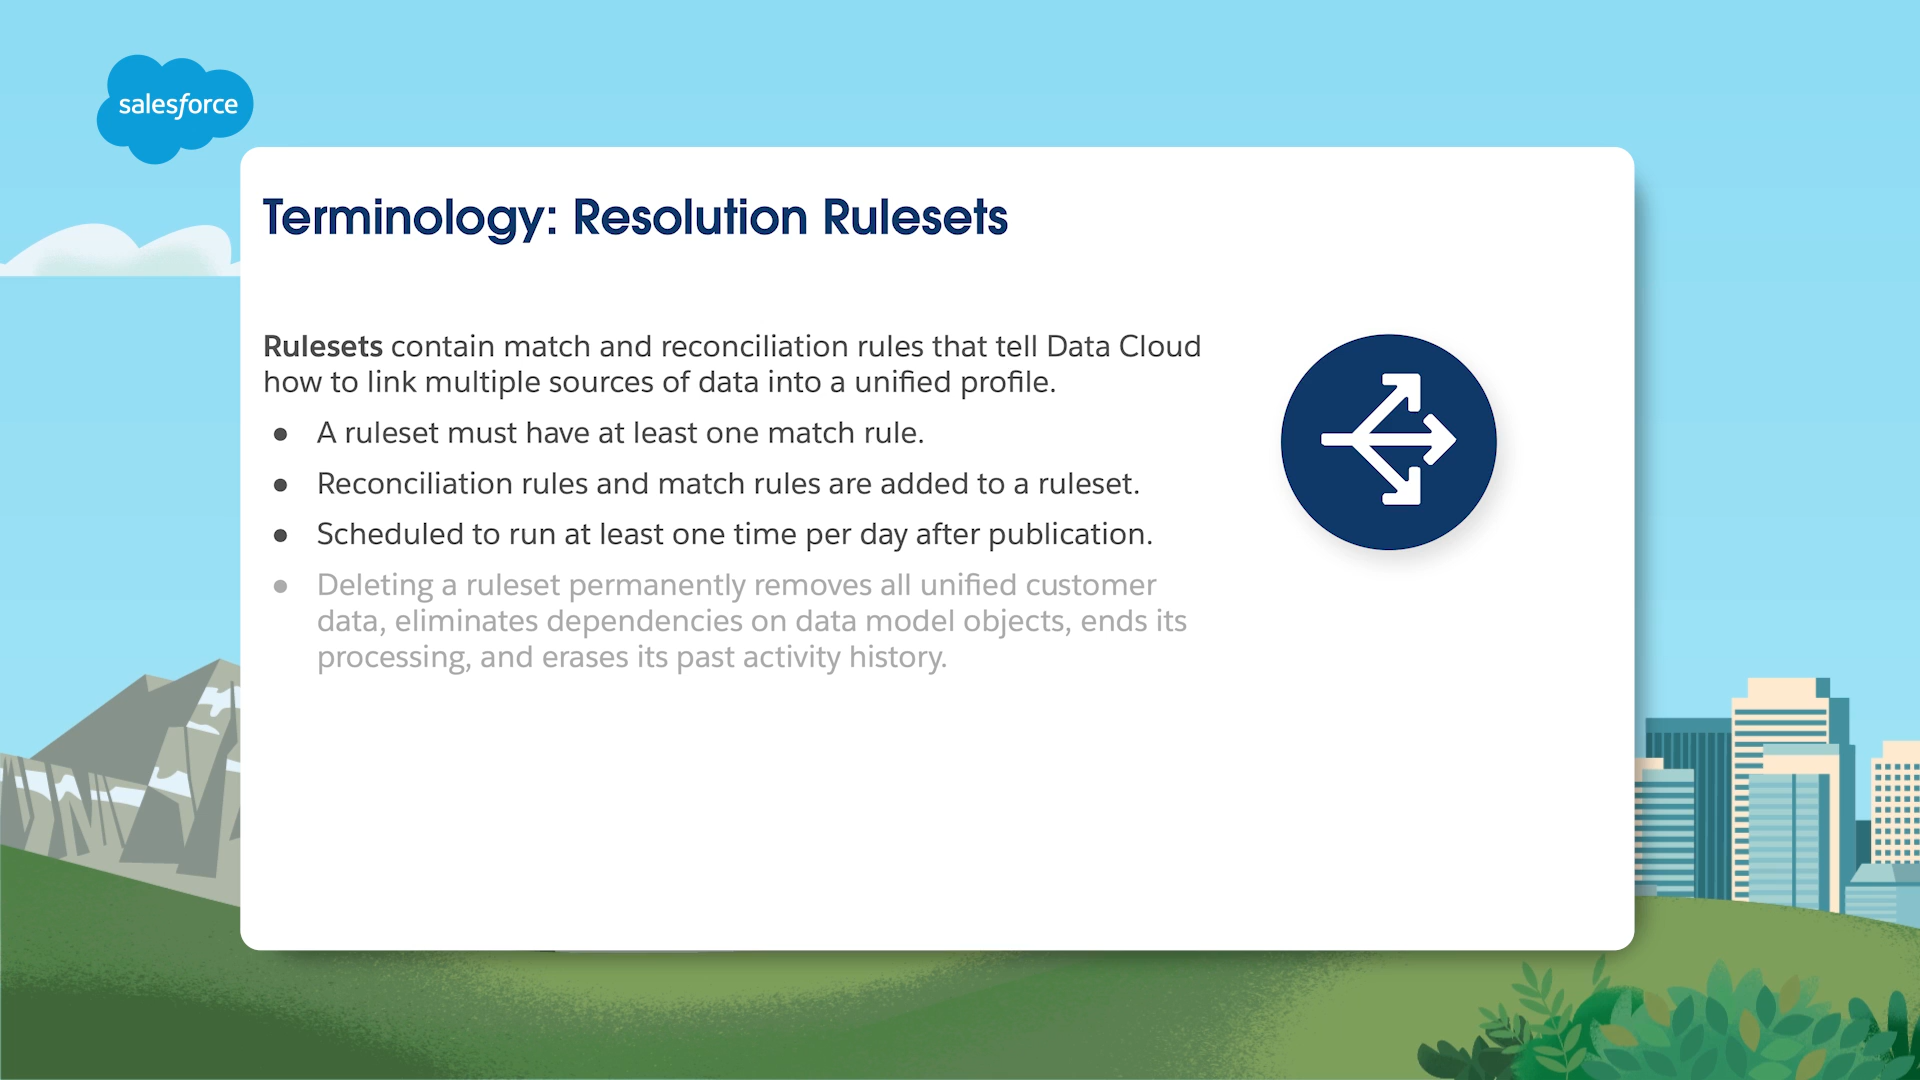 salesforce
Terminology: Resolution Rulesets
Rulesets contain match and reconciliation rules that tell Data Cloud
how to link multiple sources of data into a unified profile.
● A ruleset must have at least one match rule.
● Reconciliation rules and match rules are added to a ruleset.
● Scheduled to run at least one time per day after publication.
● Deleting a ruleset permanently removes all unified customer
data, eliminates dependencies on data model objects, ends its
processing, and erases its past activity history.